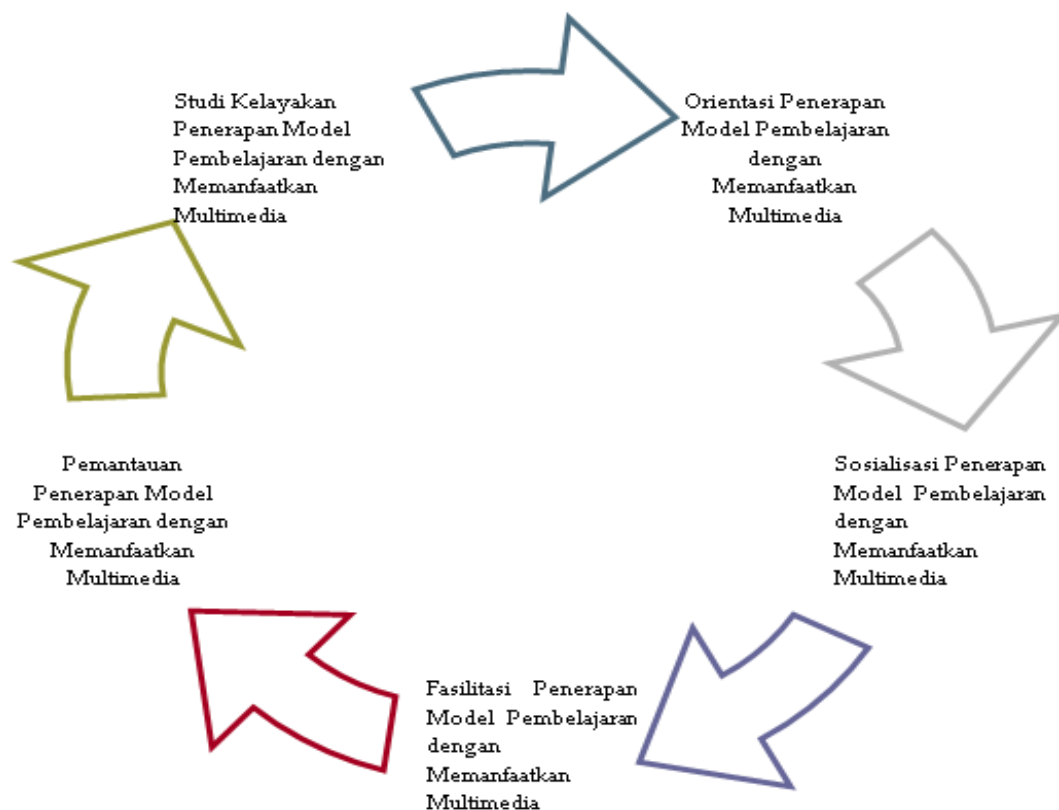 Studi Kelayakan
Penerapan Model
Pembelajaran dengan
Memanfaatkan
Multimedia
Orientasi Penerapan
Model Pembelajaran
dengan
Memanfaatkan
Multimedia
Sosialisasi Penerapan
Model Pembelajaran
dengan
Memanfaatkan
Multimedia
Fasilitasi Penerapan
Model Pembelajaran
dengan
Memanfaatkan
Multimedia
Pemantauan
Penerapan Model
Pembelajaran dengan
Memanfaatkan
Multimedia